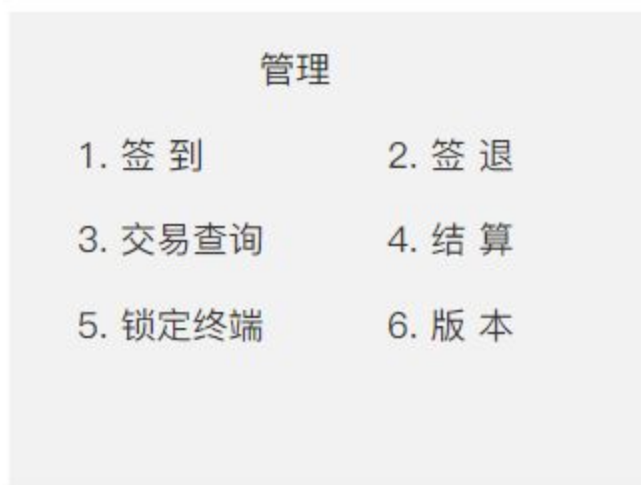 管理
1. 签 到 2. 签 退
3. 交易查询 4. 结 算
5. 锁定终端 6. 版 本